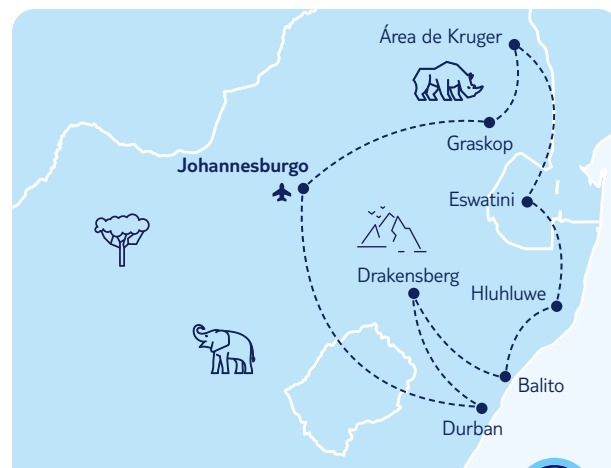 Área de Kruger
Graskop
Johannesburgo
Eswatini
Drakensberg
Hluhluwe
Balito
Durban